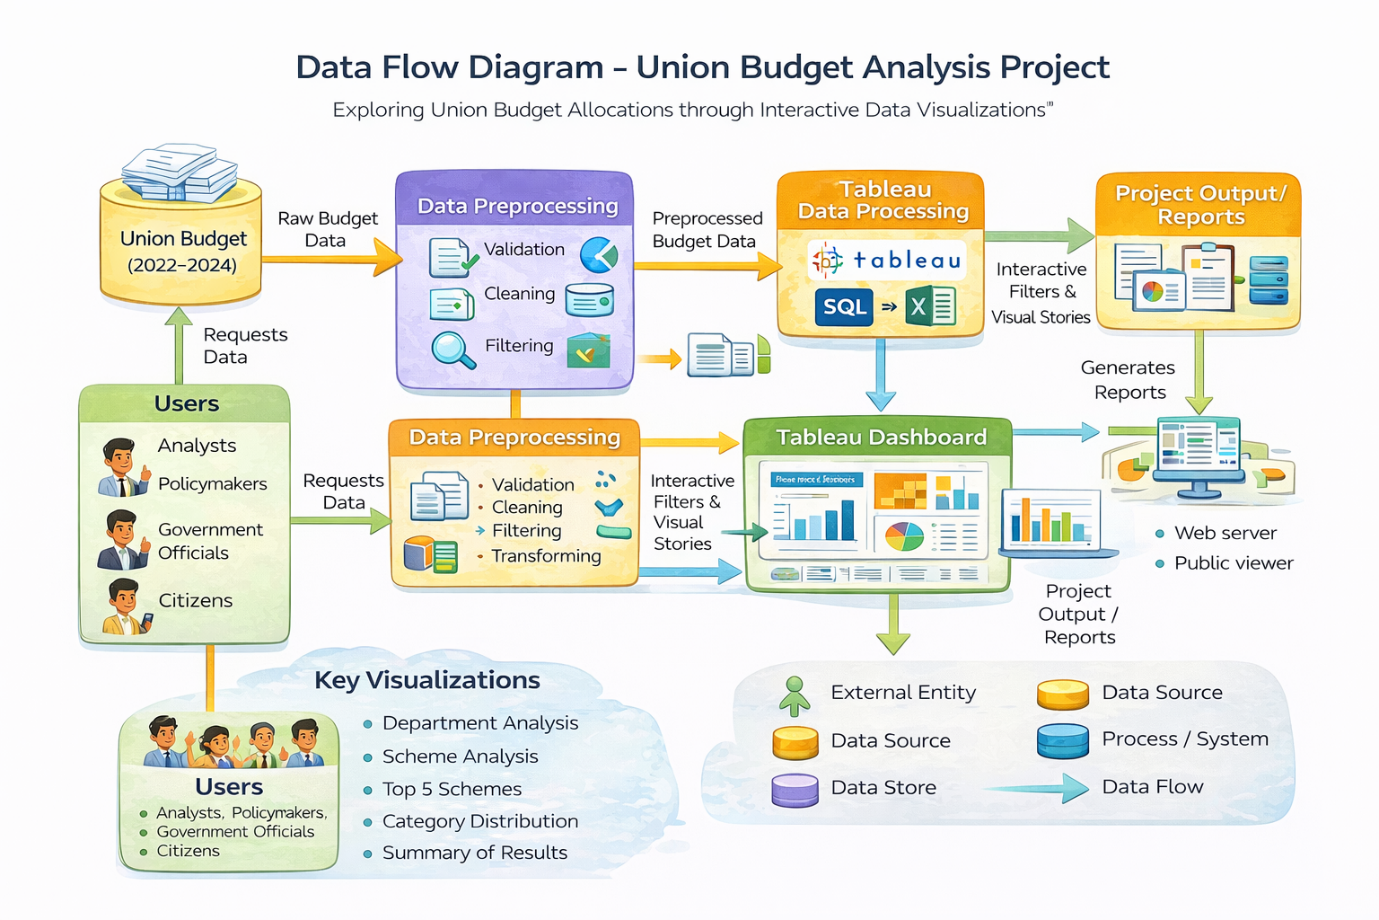 Data Flow Diagram – Union Budget Analysis Project
Exploring Union Budget Allocations through Interactive Data Visualizations"
Union Budget
(2022–2024)
Raw Budget
Data
Data Preprocessing
Validation
Cleaning
Filtering
Preprocessed
Budget Data
Tableau
Data Processing
tableau
SQL
X
Interactive
Filters &
Visual Stories
Project Output/
Reports
Requests
Data
Generates
Reports
Users
Analysts
Policymakers
Government
Officials
Citizens
Requests
Data
Data Preprocessing
• Validation
• Cleaning
Filtering
• Transforming
Interactive
Filters &
Visual
Stories
Tableau Dashboard
• Web server
• Public viewer
Project
Output /
Reports
Users
• Analysts, Policymakers,
• Government Officials
• Citizens
Key Visualizations
• Department Analysis
• Scheme Analysis
• Top 5 Schemes
• Category Distribution
• Summary of Results
External Entity
Data Source
Data Store
Data Source
Process / System
Data Flow